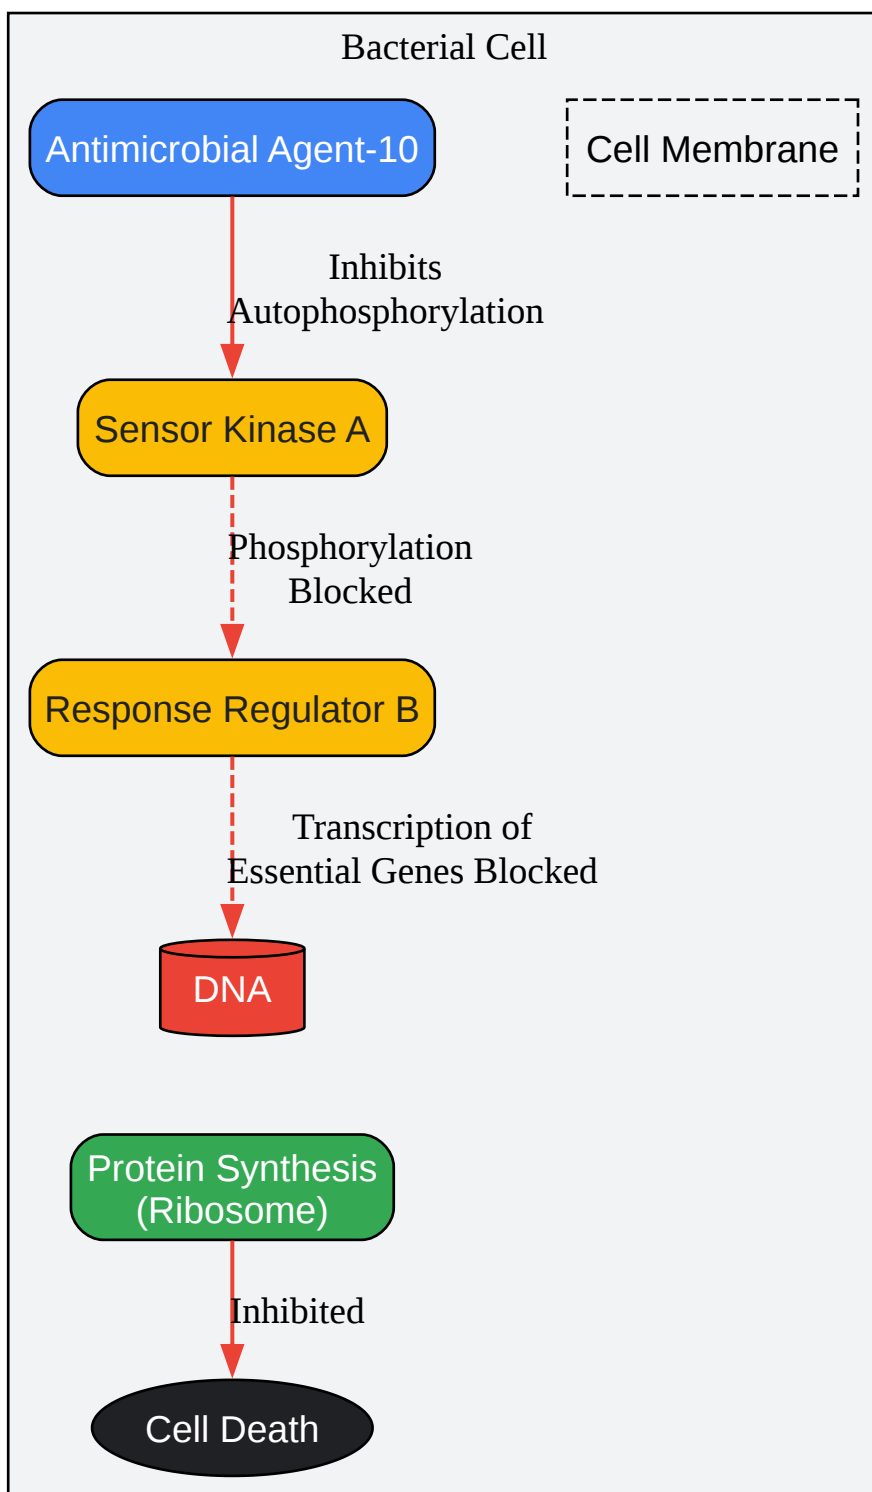 Bacterial Cell
Antimicrobial Agent-10
Cell Membrane
Inhibits
Autophosphorylation
Sensor Kinase A
Phosphorylation
Blocked
Response Regulator B
Transcription of
Essential Genes Blocked
DNA
Protein Synthesis
(Ribosome)
Inhibited
Cell Death